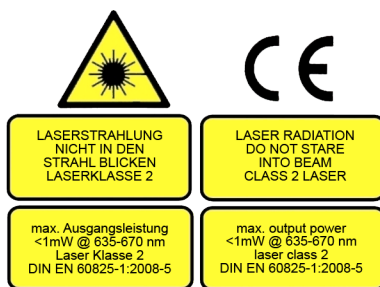 CE
LASERSTRAHLUNG
NICHT IN DEN
STRAHL BLICKEN
LASERKLASSE 2
LASER RADIATION
DO NOT STARE
INTO BEAM
CLASS 2 LASER
max. Ausgangsleistung
<1mW @ 635-670 nm
Laser Klasse 2
DIN EN 60825-1:2008-5
max. output power
<1mW @ 635-670 nm
laser class 2
DIN EN 60825-1:2008-5